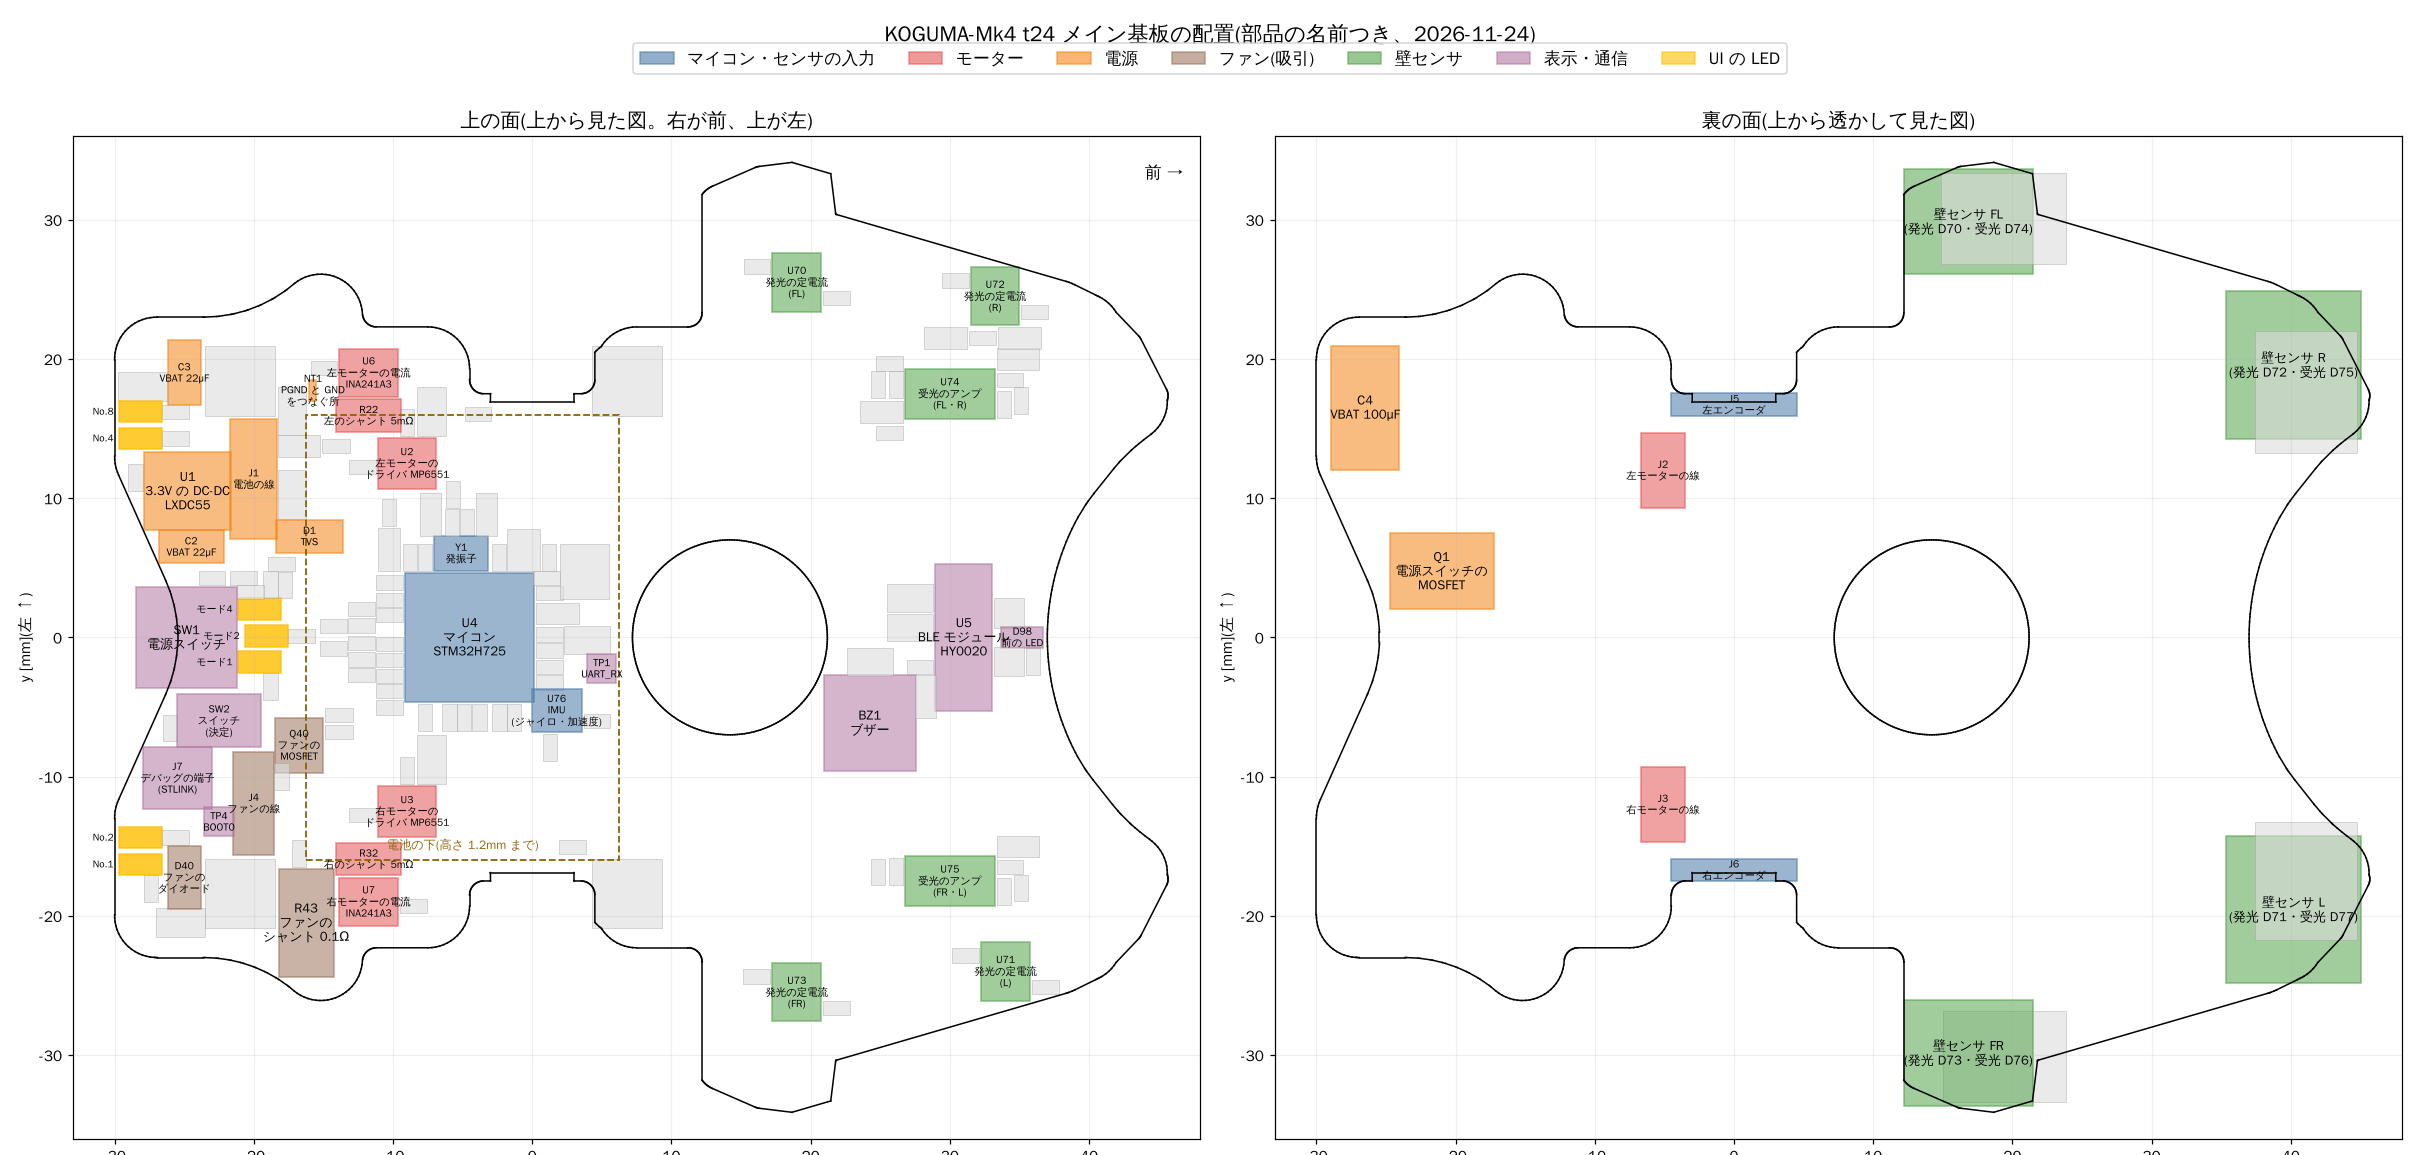 KOGUMA-Mk4 t24 メイン基板の配置(部品の名前つき、2026-11-24)
マイコン・センサの入力
モーター
電源
ファン(吸引)
壁センサ
表示・通信
UI の LED
上の面(上から見た図。右が前、上が左)
前 →
y [mm](左 ↑)
30
20
10
0
-10
-20
-30
U70
発光の定電流
(FL)
U72
発光の定電流
(R)
C3
VBAT 22μF
NT1
PGND と GND
をつなぐ所
U6
左モーターの電流
INA241A3
R22
左のシャント 5mΩ
No.8
No.4
U74
受光のアンプ
(FL・R)
U1
3.3V の DC-DC
LXDC55
J1
電池の線
U2
左モーターの
ドライバ MP6551
C2
VBAT 22μF
D1
TVS
Y1
発振子
モード4
モード2
モード1
SW1
電源スイッチ
U4
マイコン
STM32H725
TP1
UART_RX
U5
BLE モジュール
HY0020
D98
前の LED
U76
IMU
(ジャイロ・加速度)
SW2
スイッチ
(決定)
Q40
ファンの
MOSFET
BZ1
ブザー
J7
デバッグの端子
(STLINK)
J4
ファンの線
TP4
BOOT0
U3
右モーターの
ドライバ MP6551
No.2
No.1
電池の下(高さ 1.2mm まで)
D40
ファンの
ダイオード
R32
右のシャント 5mΩ
U7
右モーターの電流
INA241A3
R43
ファンの
シャント 0.1Ω
U75
受光のアンプ
(FR・L)
U73
発光の定電流
(FR)
U71
発光の定電流
(L)
裏の面(上から透かして見た図)
y [mm](左 ↑)
30
20
10
0
-10
-20
-30
壁センサ FL
(発光 D70・受光 D74)
壁センサ R
(発光 D72・受光 D75)
C4
VBAT 100μF
J5
左エンコーダ
J2
左モーターの線
Q1
電源スイッチの
MOSFET
J3
右モーターの線
J6
右エンコーダ
壁センサ L
(発光 D71・受光 D77)
壁センサ FR
(発光 D73・受光 D76)